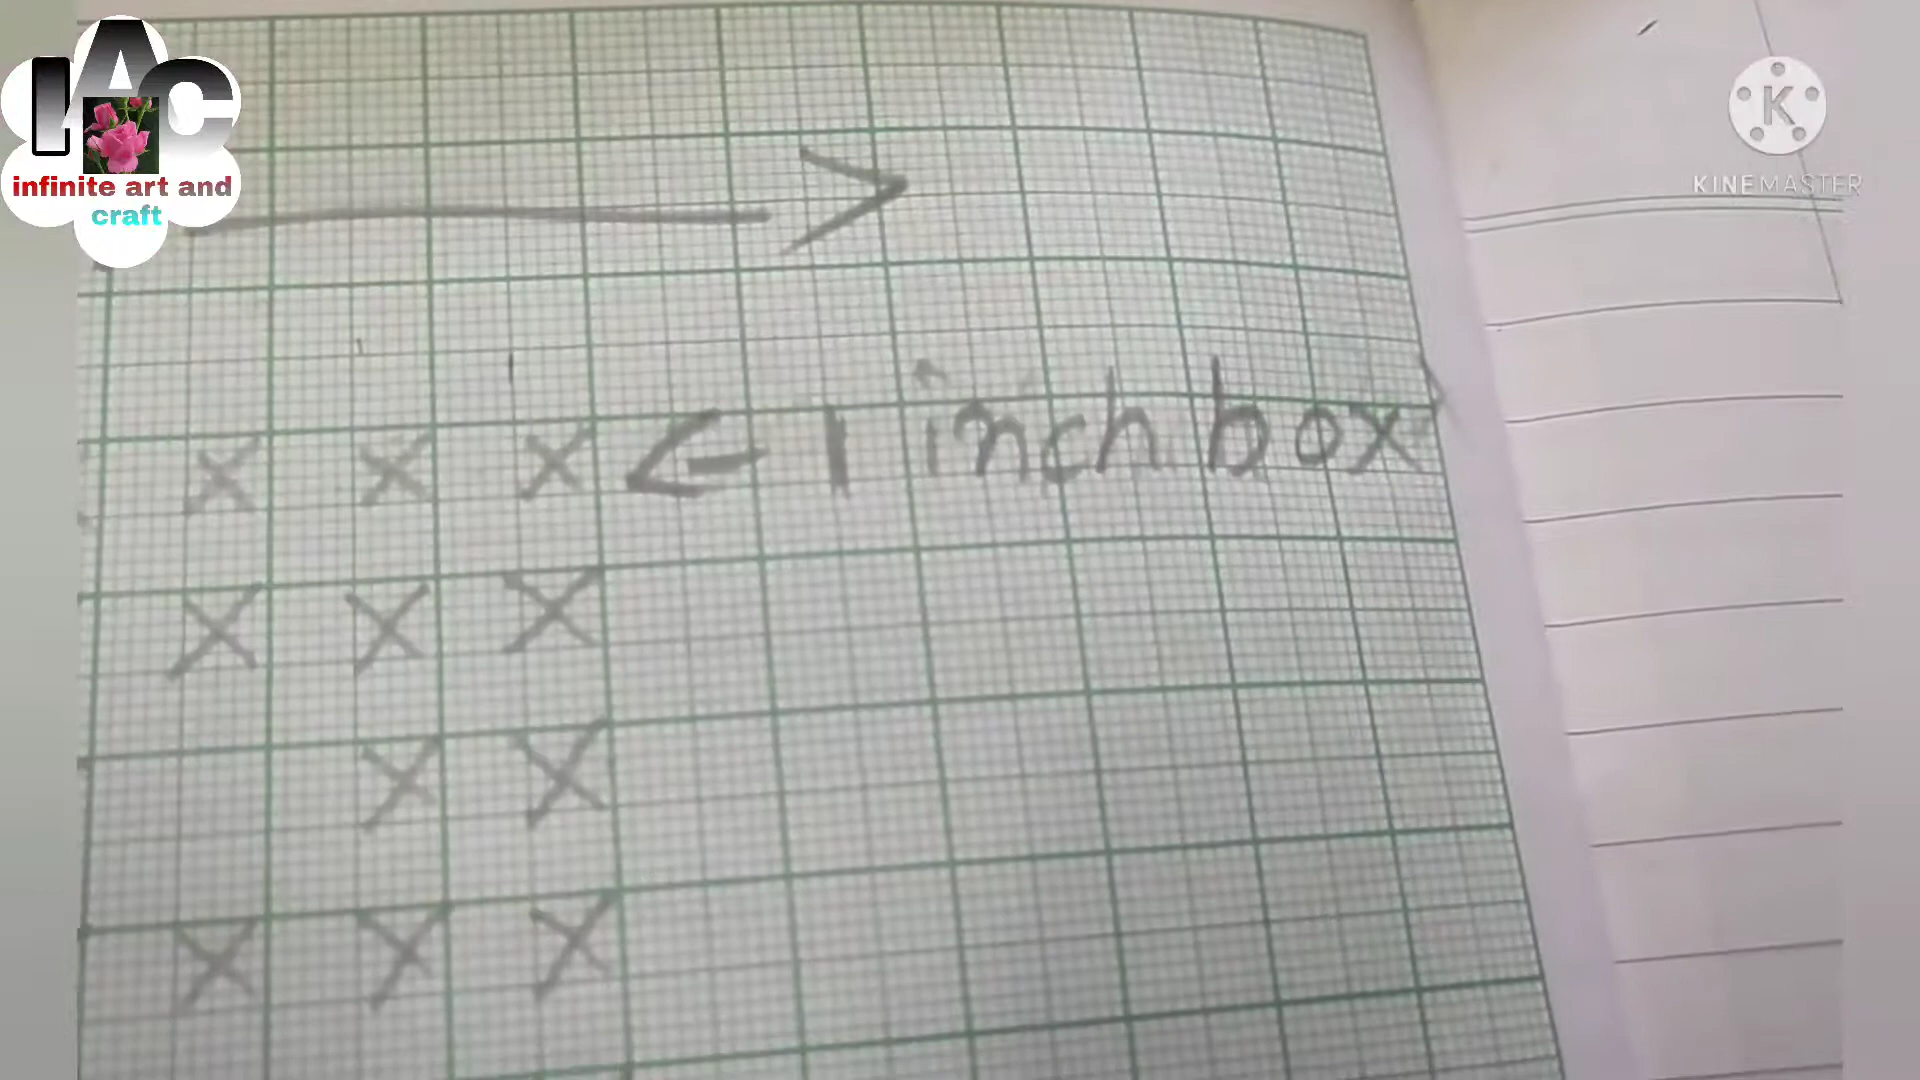 IAC
infinite art and
craft
K
KINEMASTER
X X X <- 1 inch box
X X X
X X
X X X